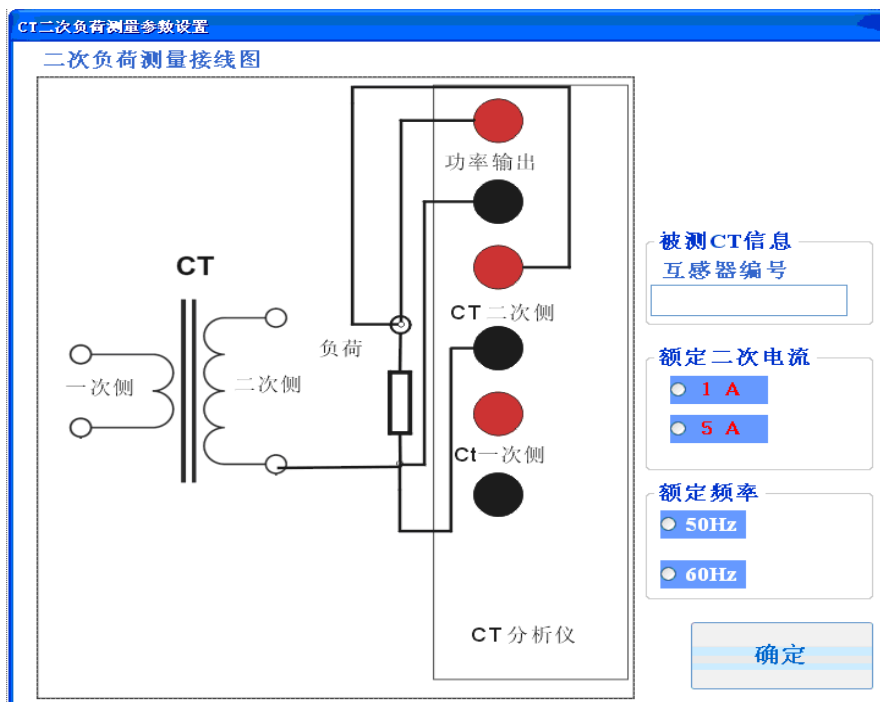 CT二次负荷测量参数设置
二次负荷测量接线图
功率输出
CT
CT二次侧
负荷
一次侧
二次侧
Ct一次侧
CT分析仪
被测CT信息
互感器编号
额定二次电流
1 A
5 A
额定频率
50Hz
60Hz
确定